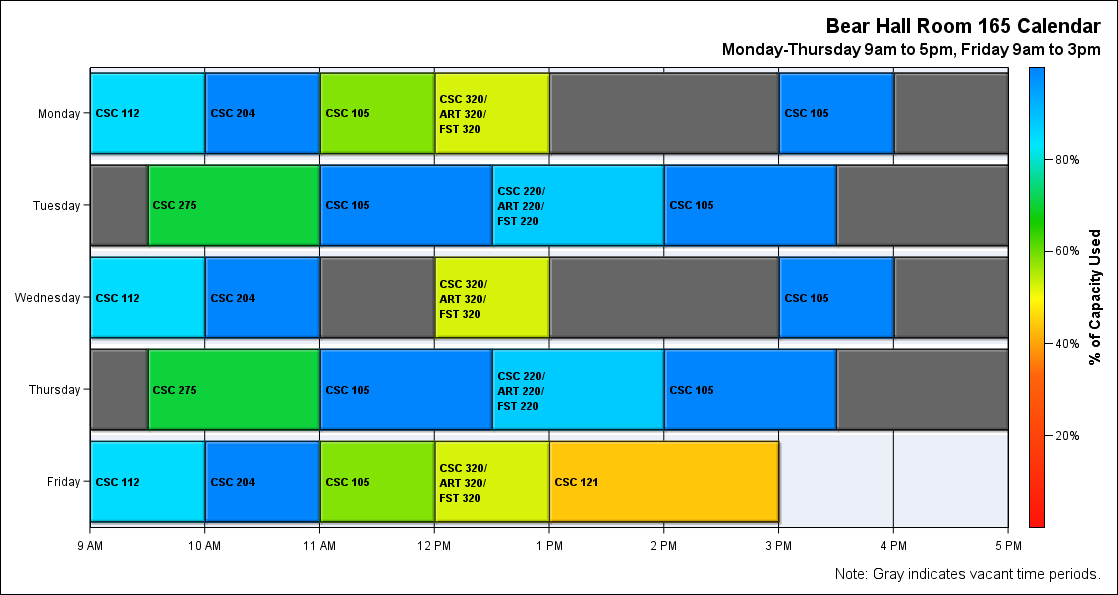 Bear Hall Room 165 Calendar
Monday-Thursday 9am to 5pm, Friday 9am to 3pm
Monday
CSC 112
CSC 204
CSC 105
CSC 320/
ART 320/
FST 320
CSC 105
Tuesday
CSC 275
CSC 105
CSC 220/
ART 220/
FST 220
CSC 105
Wednesday
CSC 112
CSC 204
CSC 320/
ART 320/
FST 320
CSC 105
Thursday
CSC 275
CSC 105
CSC 220/
ART 220/
FST 220
CSC 105
Friday
CSC 112
CSC 204
CSC 105
CSC 320/
ART 320/
FST 320
CSC 121
9 AM
10 AM
11 AM
12 PM
1 PM
2 PM
3 PM
4 PM
5 PM
80%
60%
40%
20%
% of Capacity Used
Note: Gray indicates vacant time periods.